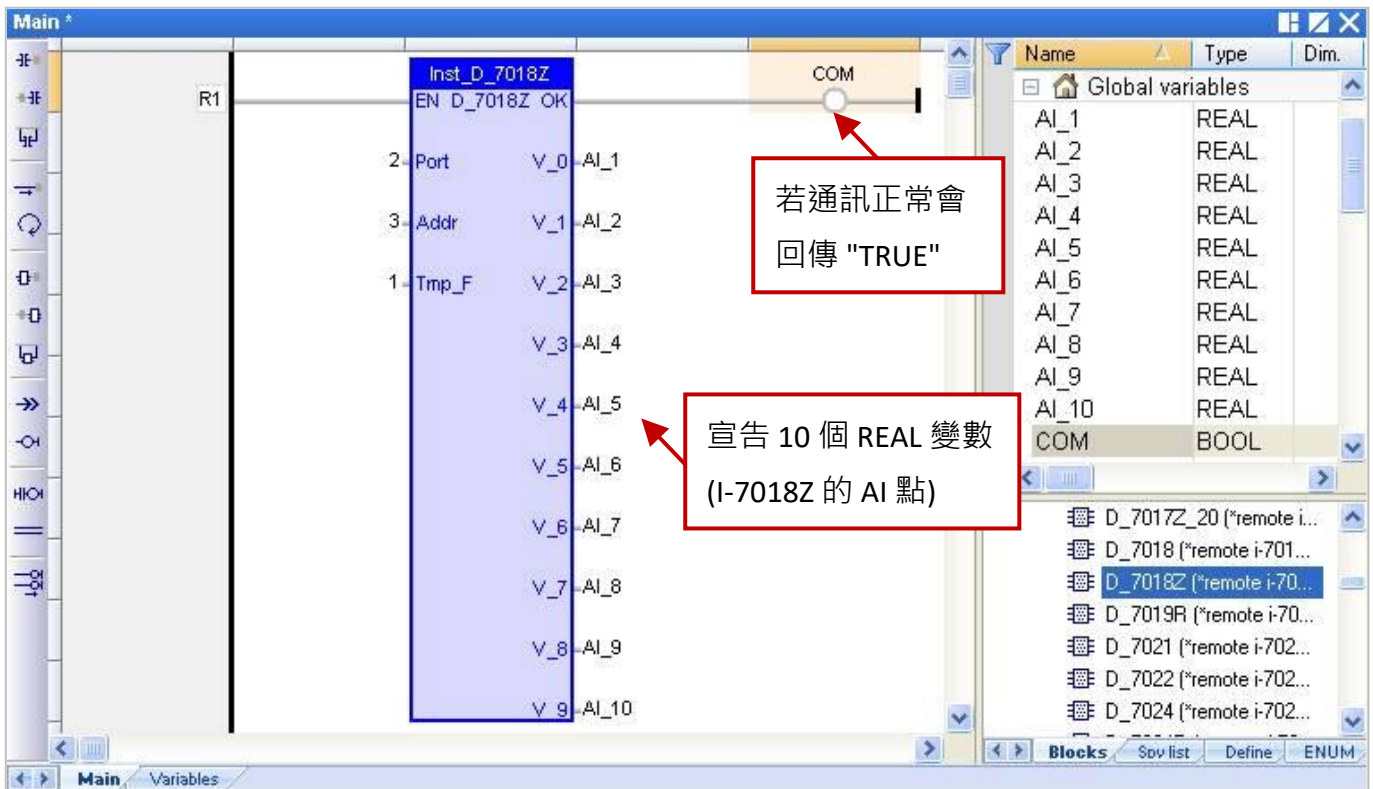 Main *
Inst_D_7018Z
EN D_7018Z OK
R1
COM
2 Port V_0 AI_1
3 Addr V_1 AI_2
1 Tmp_F V_2 AI_3
V_3 AI_4
V_4 AI_5
V_5 AI_6
V_6 AI_7
V_7 AI_8
V_8 AI_9
V_9 AI_10
若通訊正常會
回傳 "TRUE"
宣告 10 個 REAL 變數
(I-7018Z 的 AI 點)
Name Type Dim.
Global variables
AI_1 REAL
AI_2 REAL
AI_3 REAL
AI_4 REAL
AI_5 REAL
AI_6 REAL
AI_7 REAL
AI_8 REAL
AI_9 REAL
AI_10 REAL
COM BOOL
D_7017Z_20 (*remote i...
D_7018 (*remote i-701...
D_7018Z (*remote i-70...
D_7019R (*remote i-70...
D_7021 (*remote i-702...
D_7022 (*remote i-702...
D_7024 (*remote i-702...
Blocks Spy list Define ENUM
Main Variables